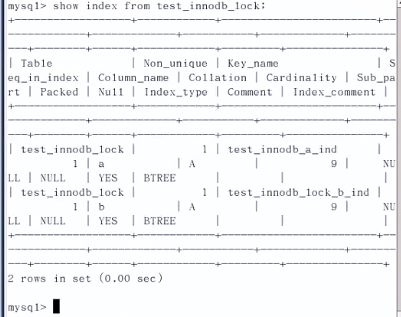 mysql> show index from test_innodb_lock;
+------------------+------------+------------------------+--
------------+-------------+-----------+-------------+-------
---+--------+------+------------+---------+---------------+
| Table            | Non_unique | Key_name               | S
eq_in_index | Column_name | Collation | Cardinality | Sub_pa
rt | Packed | Null | Index_type | Comment | Index_comment |
+------------------+------------+------------------------+--
------------+-------------+-----------+-------------+-------
---+--------+------+------------+---------+---------------+
| test_innodb_lock |          1 | test_innodb_a_ind      |
          1 | a           | A         |           9 |     NU
LL | NULL   | YES  | BTREE      |         |               |
| test_innodb_lock |          1 | test_innodb_lock_b_ind |
          1 | b           | A         |           9 |     NU
LL | NULL   | YES  | BTREE      |         |               |
+------------------+------------+------------------------+--
------------+-------------+-----------+-------------+-------
---+--------+------+------------+---------+---------------+
2 rows in set (0.00 sec)
mysql>